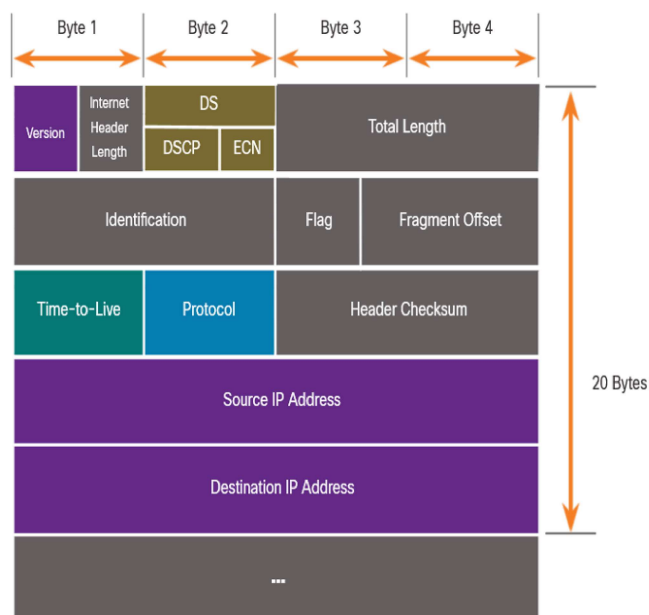 Byte 1 Byte 2 Byte 3 Byte 4
Version
Internet
Header
Length
DS
DSCP ECN
Total Length
Identification Flag Fragment Offset
Time-to-Live Protocol Header Checksum
Source IP Address
20 Bytes
Destination IP Address
...